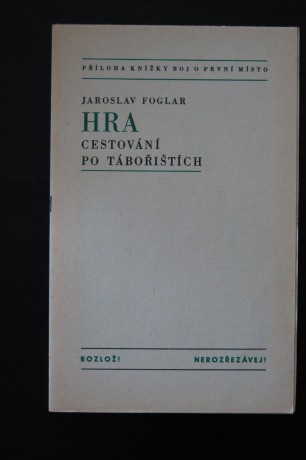 PŘÍLOHA KNÍŽKY BOJ O PRVNÍ MÍSTO
JAROSLAV FOGLAR
HRA
CESTOVÁNÍ
PO TÁBOŘIŠTÍCH
ROZLOŽ! NEROZŘEZÁVEJ!